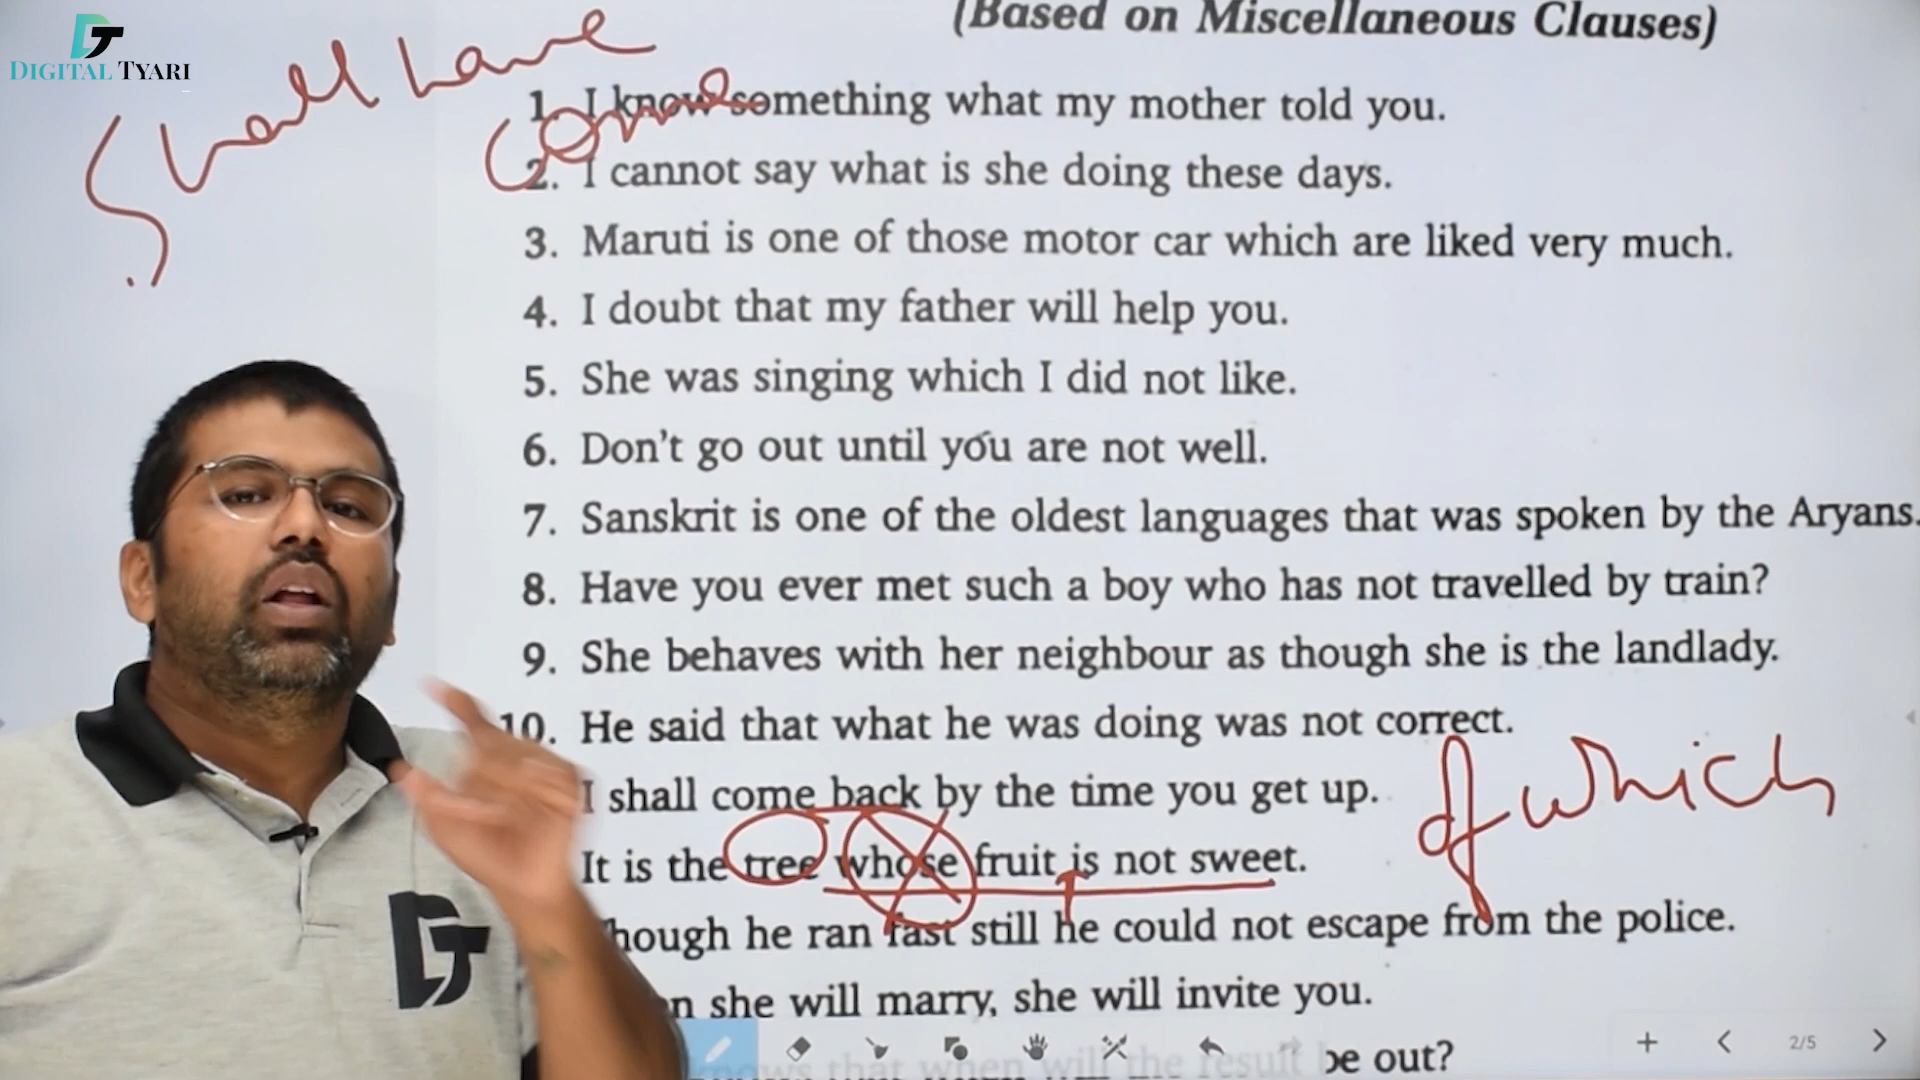 DT
DIGITAL TYARI
(Based on Miscellaneous Clauses)
Shall have
come
1. I know something what my mother told you.
2. I cannot say what is she doing these days.
3. Maruti is one of those motor car which are liked very much.
4. I doubt that my father will help you.
5. She was singing which I did not like.
6. Don't go out until you are not well.
7. Sanskrit is one of the oldest languages that was spoken by the Aryans.
8. Have you ever met such a boy who has not travelled by train?
9. She behaves with her neighbour as though she is the landlady.
10. He said that what he was doing was not correct.
of which
I shall come back by the time you get up.
It is the tree whose fruit is not sweet.
hough he ran fast still he could not escape from the police.
n she will marry, she will invite you.
knows that when will the result be out?
2/5
DT